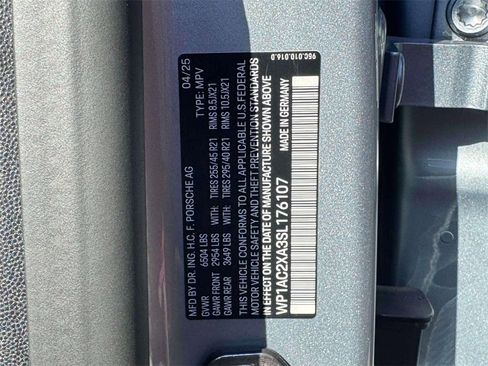 95C.010.016.0
MFD. BY DR. ING. H.C. F. PORSCHE AG 04/25
GVWR 6504 LBS TYPE: MPV
GAWR FRONT 2954 LBS WITH: TIRES 255/45 R21 RIMS 8.5JX21
GAWR REAR 3649 LBS WITH: TIRES 295/40 R21 RIMS 10.5JX21
THIS VEHICLE CONFORMS TO ALL APPLICABLE U.S. FEDERAL
MOTOR VEHICLE SAFETY AND THEFT PREVENTION STANDARDS
IN EFFECT ON THE DATE OF MANUFACTURE SHOWN ABOVE
WP1AC2XA3SL176107 MADE IN GERMANY